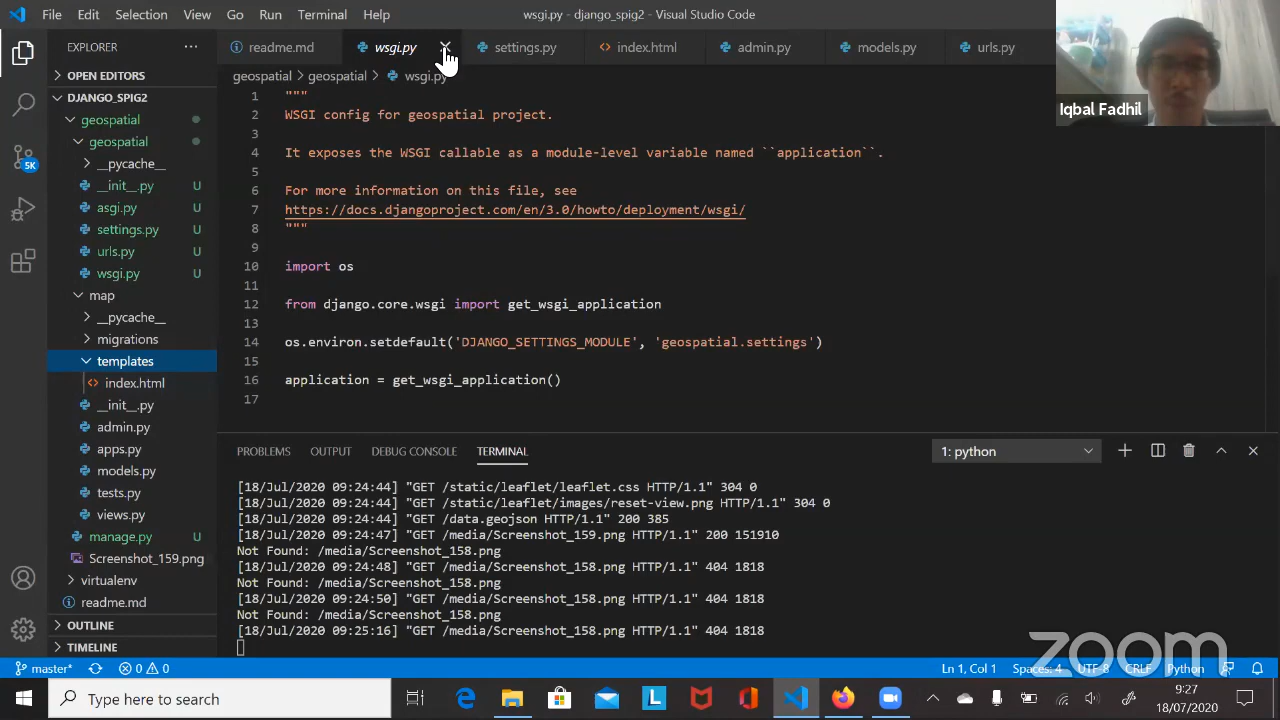 File Edit Selection View Go Run Terminal Help
wsgi.py - django_spig2 - Visual Studio Code
Iqbal Fadhil
EXPLORER
OPEN EDITORS
DJANGO_SPIG2
geospatial
geospatial
__pycache__
__init__.py U
asgi.py U
settings.py U
urls.py U
wsgi.py U
map
__pycache__
migrations
templates
index.html
__init__.py
admin.py
apps.py
models.py
tests.py
views.py
manage.py U
Screenshot_159.png
virtualenv
readme.md
OUTLINE
TIMELINE
5K
readme.md wsgi.py settings.py index.html admin.py models.py urls.py
geospatial > geospatial > wsgi.py
1 """
2 WSGI config for geospatial project.
3
4 It exposes the WSGI callable as a module-level variable named ``application``.
5
6 For more information on this file, see
7 https://docs.djangoproject.com/en/3.0/howto/deployment/wsgi/
8 """
9
10 import os
11
12 from django.core.wsgi import get_wsgi_application
13
14 os.environ.setdefault('DJANGO_SETTINGS_MODULE', 'geospatial.settings')
15
16 application = get_wsgi_application()
17
PROBLEMS OUTPUT DEBUG CONSOLE TERMINAL
1: python
[18/Jul/2020 09:24:44] "GET /static/leaflet/leaflet.css HTTP/1.1" 304 0
[18/Jul/2020 09:24:44] "GET /static/leaflet/images/reset-view.png HTTP/1.1" 304 0
[18/Jul/2020 09:24:44] "GET /data.geojson HTTP/1.1" 200 385
[18/Jul/2020 09:24:47] "GET /media/Screenshot_159.png HTTP/1.1" 200 151910
Not Found: /media/Screenshot_158.png
[18/Jul/2020 09:24:48] "GET /media/Screenshot_158.png HTTP/1.1" 404 1818
Not Found: /media/Screenshot_158.png
[18/Jul/2020 09:24:50] "GET /media/Screenshot_158.png HTTP/1.1" 404 1818
Not Found: /media/Screenshot_158.png
[18/Jul/2020 09:25:16] "GET /media/Screenshot_158.png HTTP/1.1" 404 1818
master* 0 0
Ln 1, Col 1 Spaces: 4 UTF-8 CRLF Python
zoom
Type here to search
L
9:27
18/07/2020